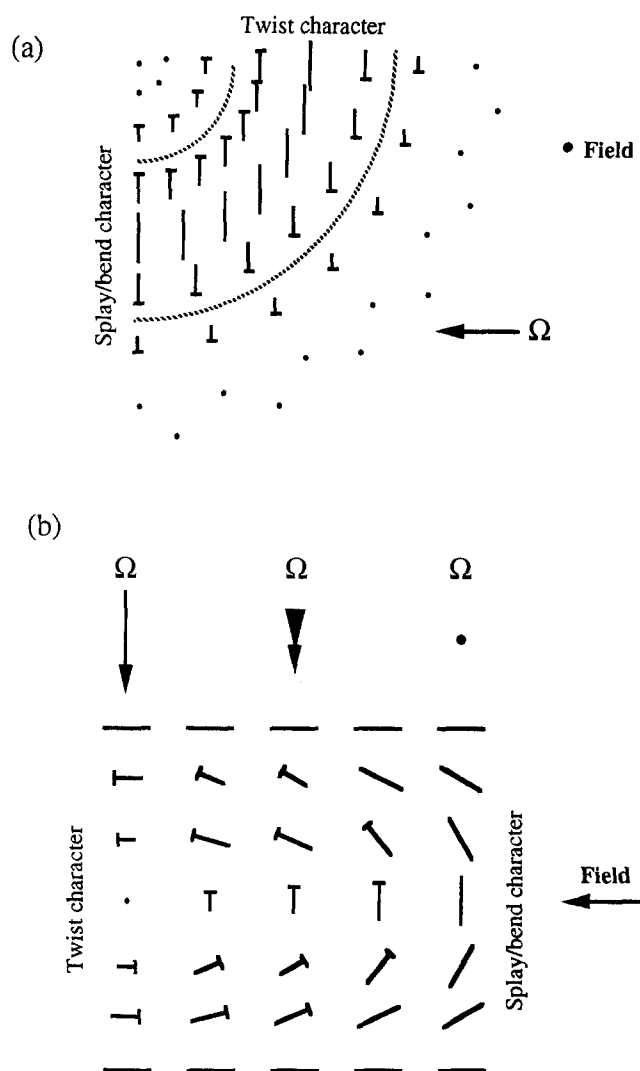 (a)
Twist character
Field
Splay/bend character
Ω
(b)
Ω Ω Ω
Twist character
Splay/bend character
Field